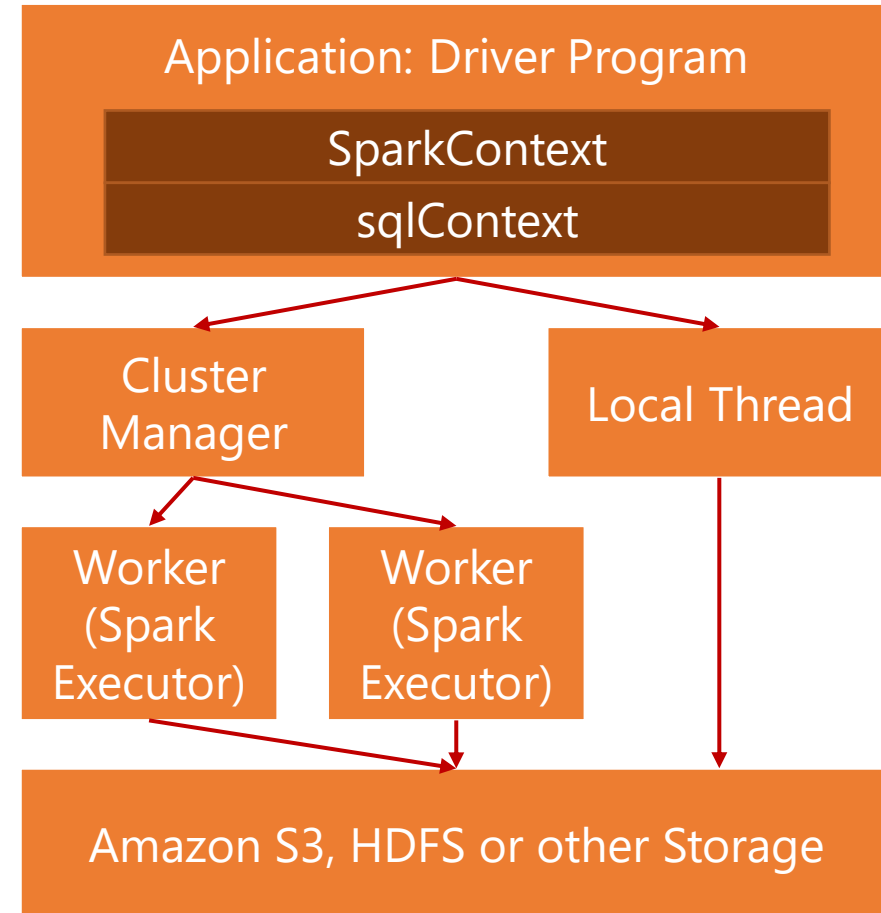 Application: Driver Program
SparkContext
sqlContext
Cluster
Manager
Local Thread
Worker
(Spark
Executor)
Worker
(Spark
Executor)
Amazon S3, HDFS or other Storage